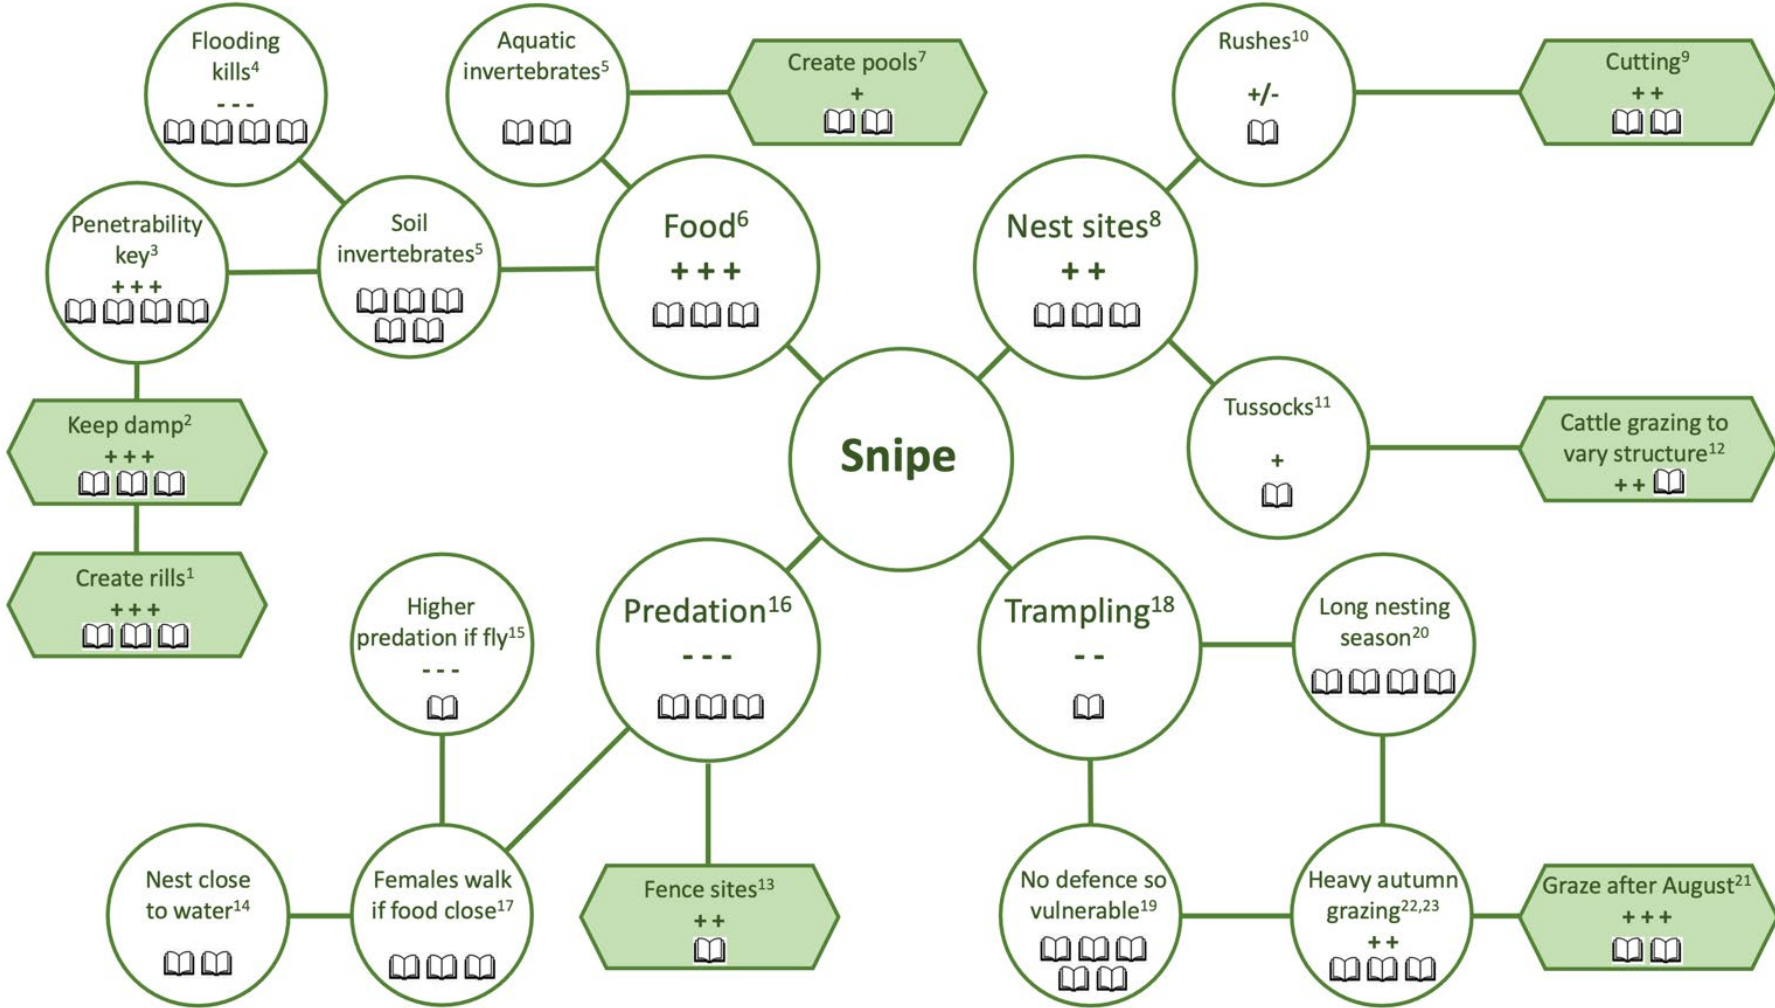 Flooding
kills4
- - -
Aquatic
invertebrates5
Create pools7
+
Rushes10
+/-
Cutting9
+ +
Penetrability
key3
+ + +
Soil
invertebrates5
Food6
+ + +
Nest sites8
+ +
Keep damp2
+ + +
Snipe
Tussocks11
+
Cattle grazing to
vary structure12
+ +
Create rills1
+ + +
Higher
predation if fly15
- - -
Predation16
- - -
Trampling18
- -
Long nesting
season20
Nest close
to water14
Females walk
if food close17
Fence sites13
+ +
No defence so
vulnerable19
Heavy autumn
grazing22,23
+ +
Graze after August21
+ + +